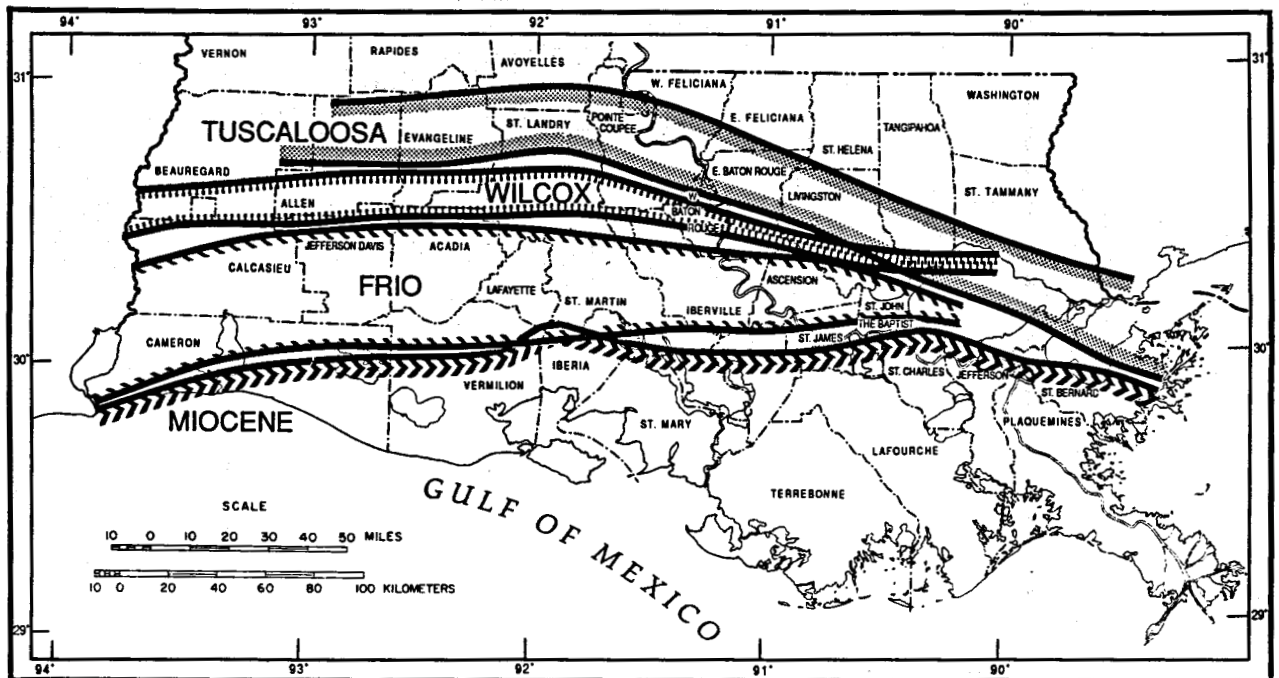 94° 93° 92° 91° 90°
VERNON
RAPIDES
AVOYELLES
31°
31°
W. FELICIANA
WASHINGTON
E. FELICIANA
TANGIPAHOA
POINTE
COUPEE
ST. LANDRY
TUSCALOOSA
EVANGELINE
ST. HELENA
E. BATON ROUGE
BEAUREGARD
LIVINGSTON
ST. TAMMANY
WILCOX
W.
BATON
ROUGE
ALLEN
JEFFERSON DAVIS
ACADIA
CALCASIEU
ASCENSION
FRIO
LAFAYETTE
ST. MARTIN
IBERVILLE
ST. JOHN
THE BAPTIST
ST. JAMES
CAMERON
30°
30°
IBERIA
ST. CHARLES
JEFFERSON
VERMILION
ST. BERNARD
MIOCENE
ST. MARY
PLAQUEMINES
LAFOURCHE
TERREBONNE
GULF OF MEXICO
SCALE
10 0 10 20 30 40 50 MILES
10 0 20 40 60 80 100 KILOMETERS
29°
29°
94° 93° 92° 91° 90°